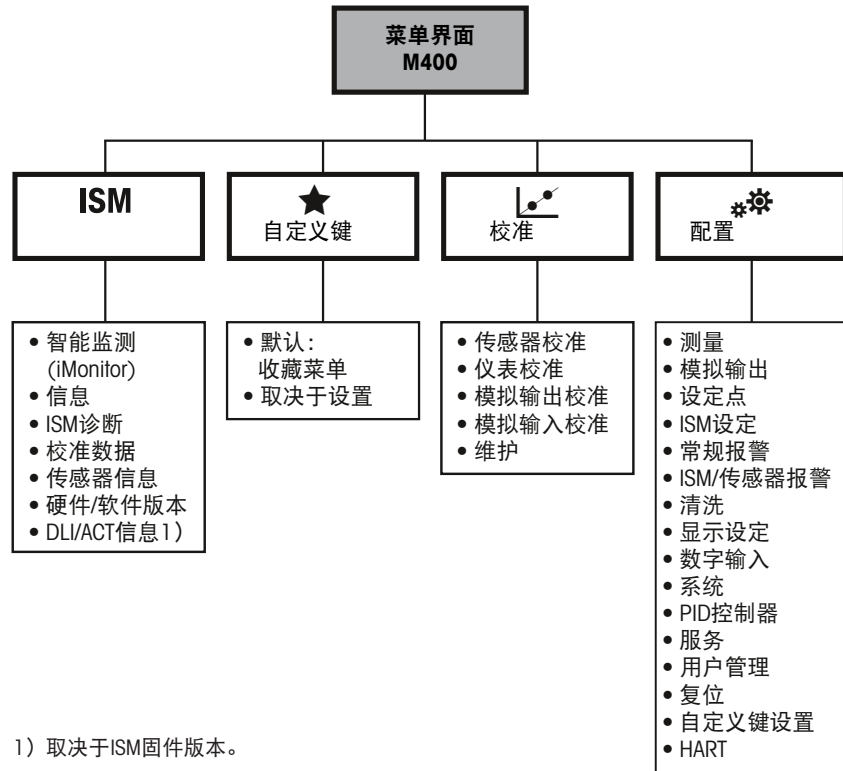 菜单界面
M400
ISM
自定义键
校准
配置
• 智能监测
(iMonitor)
• 信息
• ISM诊断
• 校准数据
• 传感器信息
• 硬件/软件版本
• DLI/ACT信息1）
• 默认：
收藏菜单
• 取决于设置
• 传感器校准
• 仪表校准
• 模拟输出校准
• 模拟输入校准
• 维护
• 测量
• 模拟输出
• 设定点
• ISM设定
• 常规报警
• ISM/传感器报警
• 清洗
• 显示设定
• 数字输入
• 系统
• PID控制器
• 服务
• 用户管理
• 复位
• 自定义键设置
• HART
1）取决于ISM固件版本。